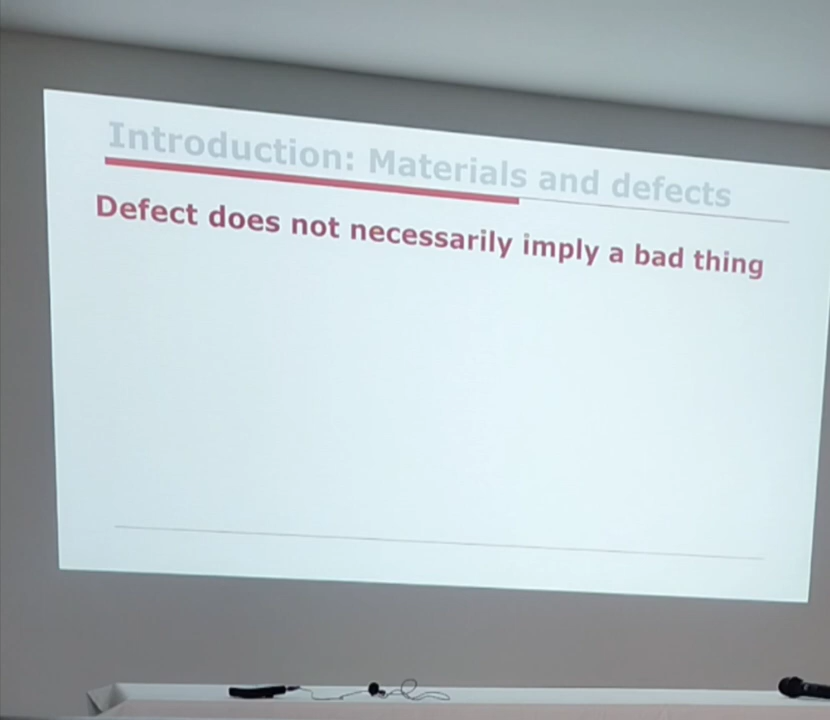 Introduction: Materials and defects
Defect does not necessarily imply a bad thing